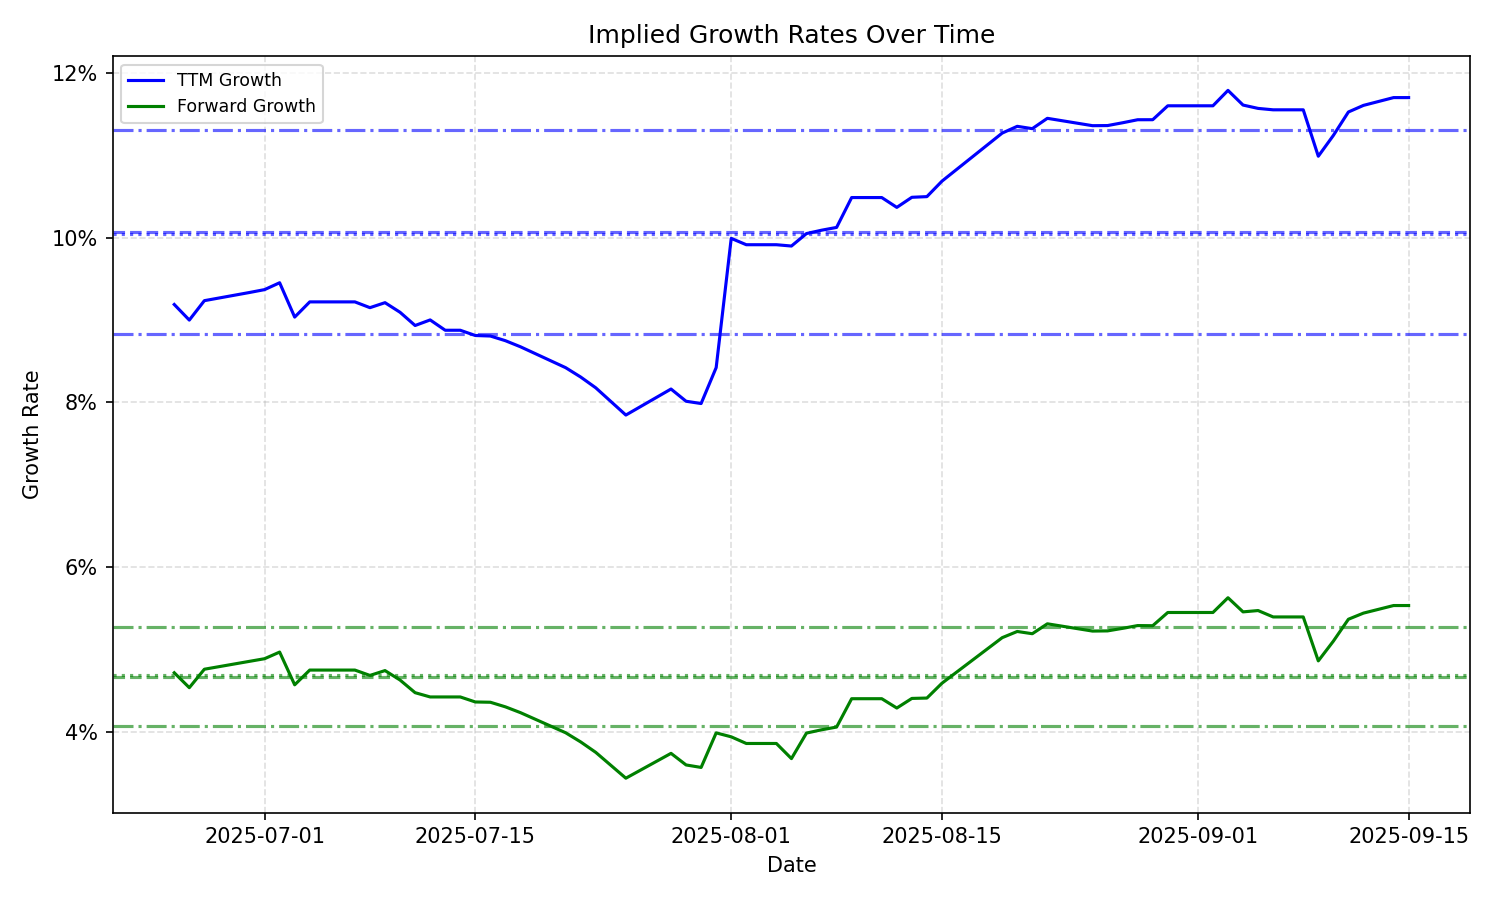 Implied Growth Rates Over Time
TTM Growth
Forward Growth
Growth Rate
12%
10%
8%
6%
4%
2025-07-01
2025-07-15
2025-08-01
2025-08-15
2025-09-01
2025-09-15
Date